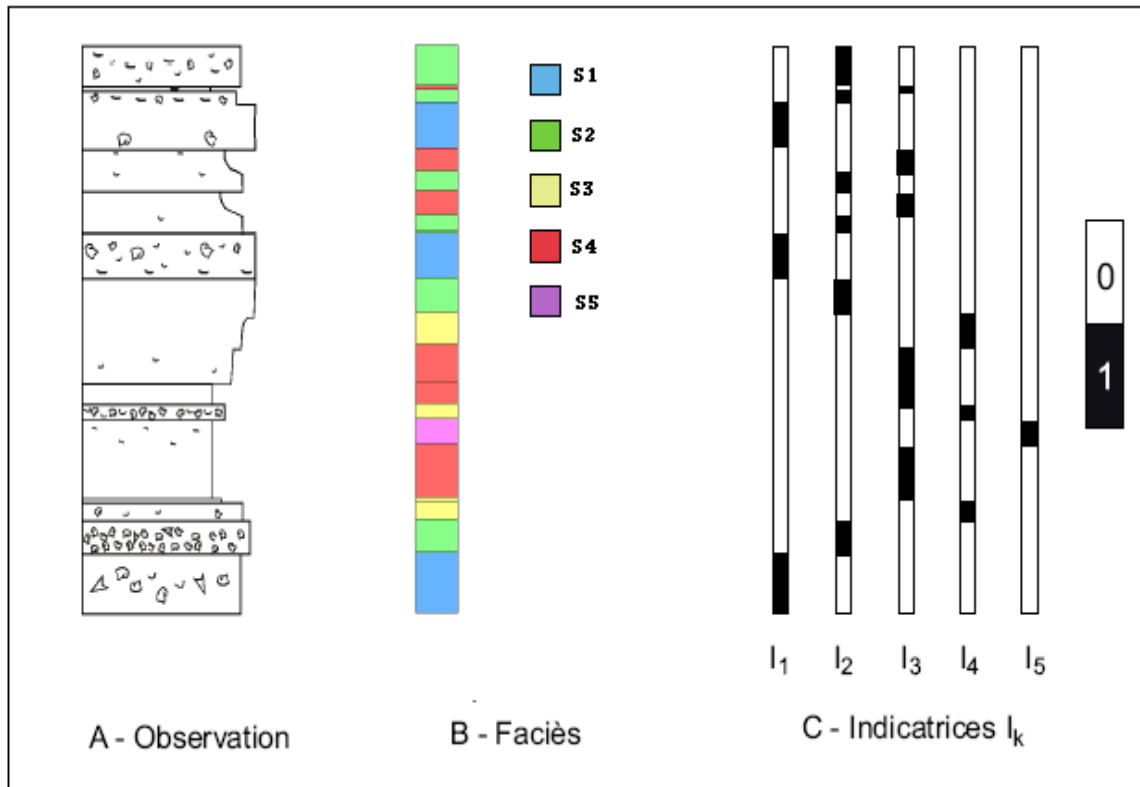 S1
S2
S3
S4
S5
0
1
I1 I2 I3 I4 I5
A - Observation
B - Faciès
C - Indicatrices Ik